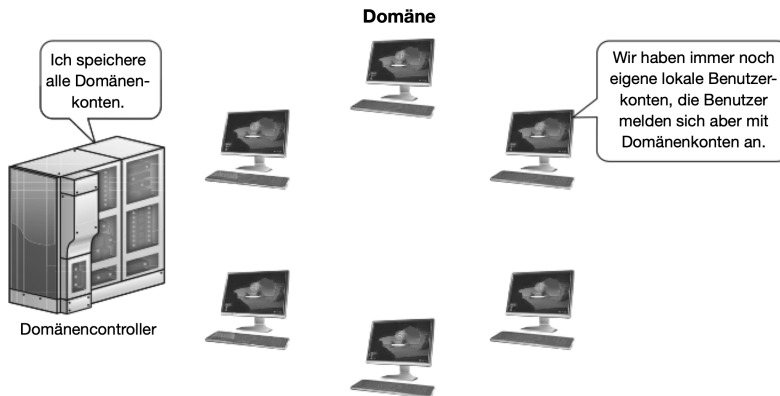 Domäne
Ich speichere
alle Domänen-
konten.
Wir haben immer noch
eigene lokale Benutzer-
konten, die Benutzer
melden sich aber mit
Domänenkonten an.
Domänencontroller